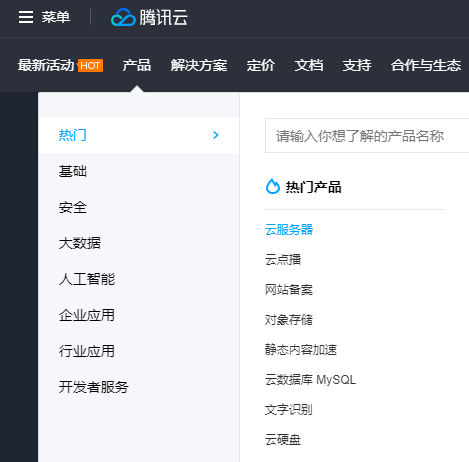 菜单 腾讯云
最新活动 HOT 产品 解决方案 定价 文档 支持 合作与生态
热门
基础
安全
大数据
人工智能
企业应用
行业应用
开发者服务
请输入你想了解的产品名称
热门产品
云服务器
云点播
网站备案
对象存储
静态内容加速
云数据库 MySQL
文字识别
云硬盘